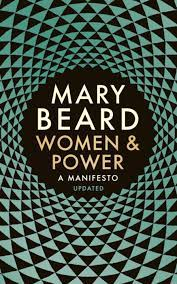 MARY
BEARD
WOMEN &
POWER
A MANIFESTO
UPDATED